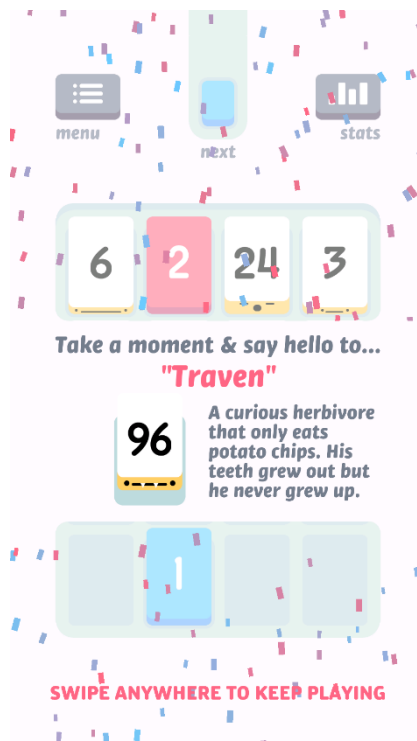 menu
next
stats
6 2 24 3
Take a moment & say hello to...
"Traven"
96
A curious herbivore
that only eats
potato chips. His
teeth grew out but
he never grew up.
1
SWIPE ANYWHERE TO KEEP PLAYING